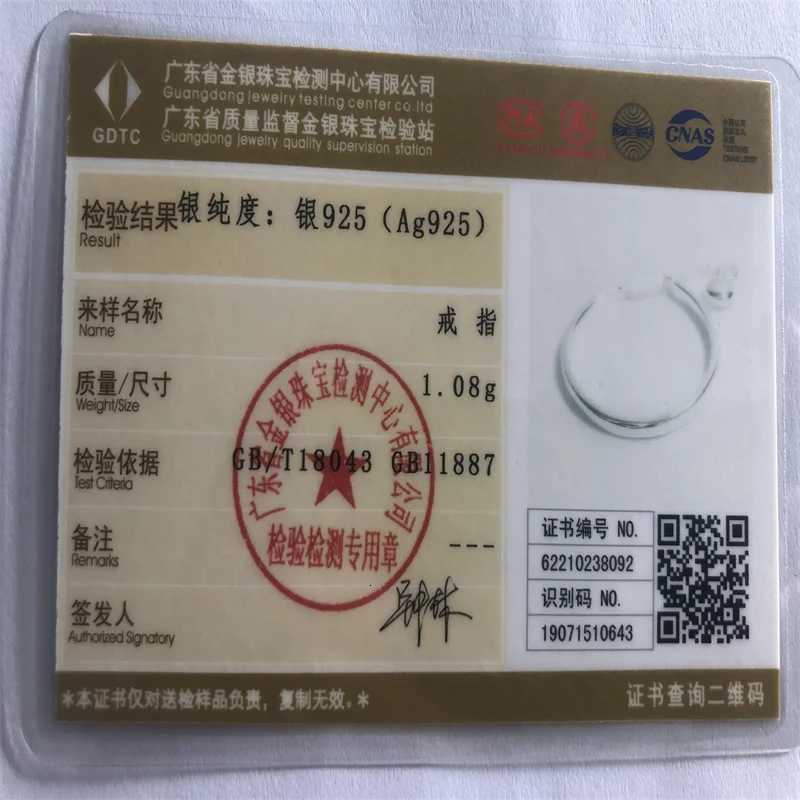 广东省金银珠宝检测中心有限公司
Guangdong jewelry testing center co.ltd
广东省质量监督金银珠宝检验站
Guangdong jewelry quality supervision station
GDTC
CNAS
检验结果 银纯度：银925（Ag925）
Result
来样名称 戒指
Name
质量/尺寸 1.08g
Weight/Size
检验依据 GB/T18043 GB11887
Test Criteria
备注 ---
Remarks
签发人
Authorized Signatory
广东省金银珠宝检测中心有限公司
检验检测专用章
证书编号 NO.
62210238092
识别码 NO.
19071510643
*本证书仅对送检样品负责，复制无效。*
证书查询二维码